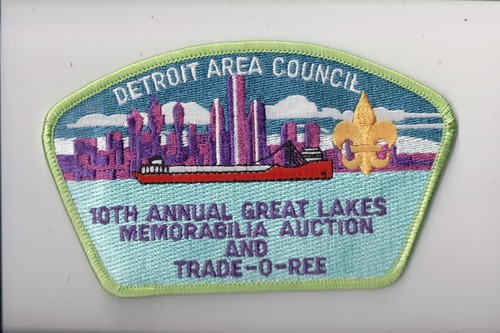 DETROIT AREA COUNCIL
10TH ANNUAL GREAT LAKES
MEMORABILIA AUCTION
AND
TRADE-O-REE